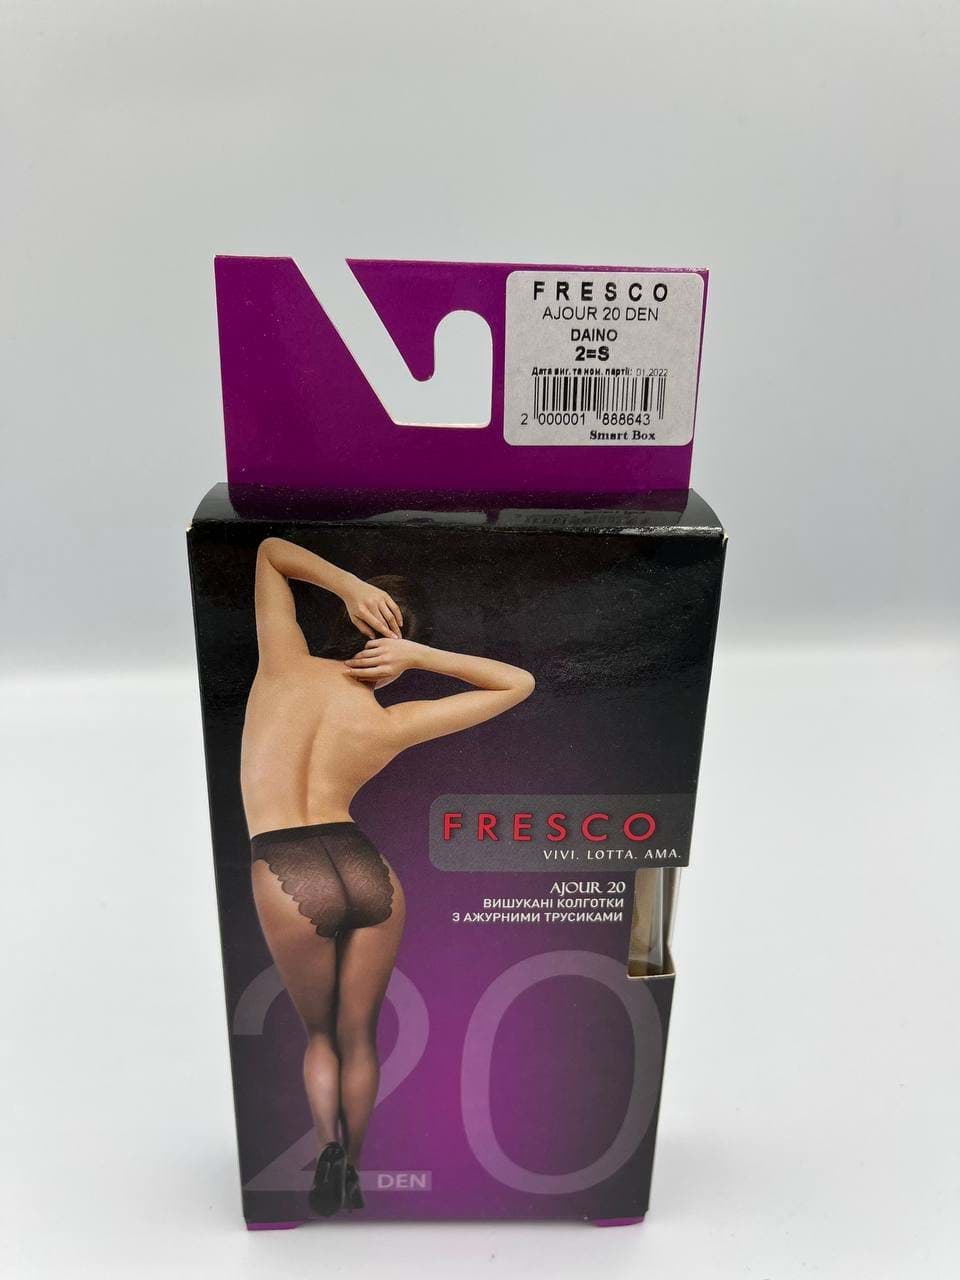 FRESCO
AJOUR 20 DEN
DAINO
2=S
Дата виг. та ном. партії: 01.2022
2 000001 888643
Smart Box
FRESCO
VIVI. LOTTA. AMA.
AJOUR 20
ВИШУКАНІ КОЛГОТКИ
З АЖУРНИМИ ТРУСИКАМИ
20
DEN